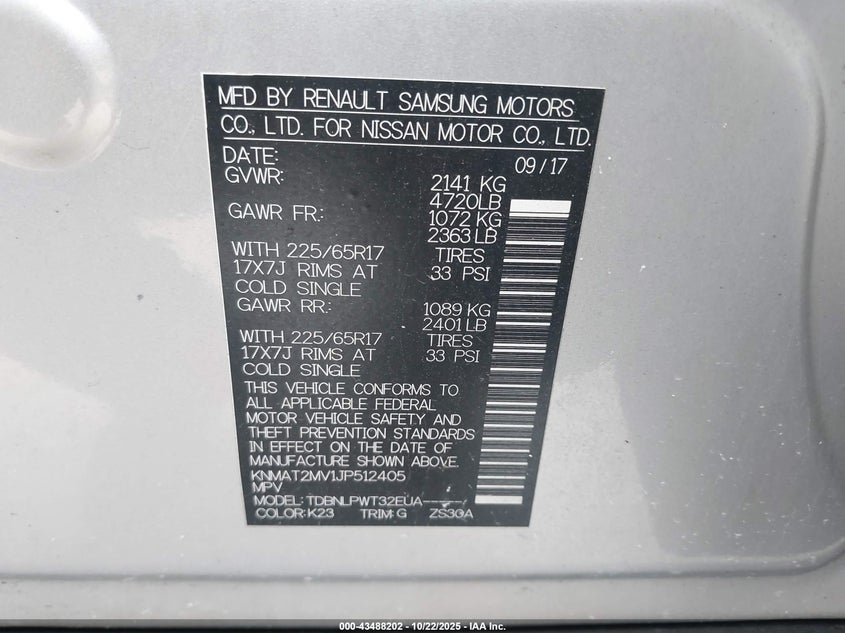 MFD BY RENAULT SAMSUNG MOTORS
CO., LTD. FOR NISSAN MOTOR CO., LTD.
DATE: 09/17
GVWR: 2141 KG
4720LB
GAWR FR.: 1072 KG
2363 LB
WITH 225/65R17 TIRES
17X7J RIMS AT 33 PSI
COLD SINGLE
GAWR RR.: 1089 KG
2401 LB
WITH 225/65R17 TIRES
17X7J RIMS AT 33 PSI
COLD SINGLE
THIS VEHICLE CONFORMS TO
ALL APPLICABLE FEDERAL
MOTOR VEHICLE SAFETY AND
THEFT PREVENTION STANDARDS
IN EFFECT ON THE DATE OF
MANUFACTURE SHOWN ABOVE.
KNMAT2MV1JP512405
MPV
MODEL: TDBNLPWT32EUA-----
COLOR: K23 TRIM: G ZS30A
000-43488202 - 10/22/2025 - IAA Inc.